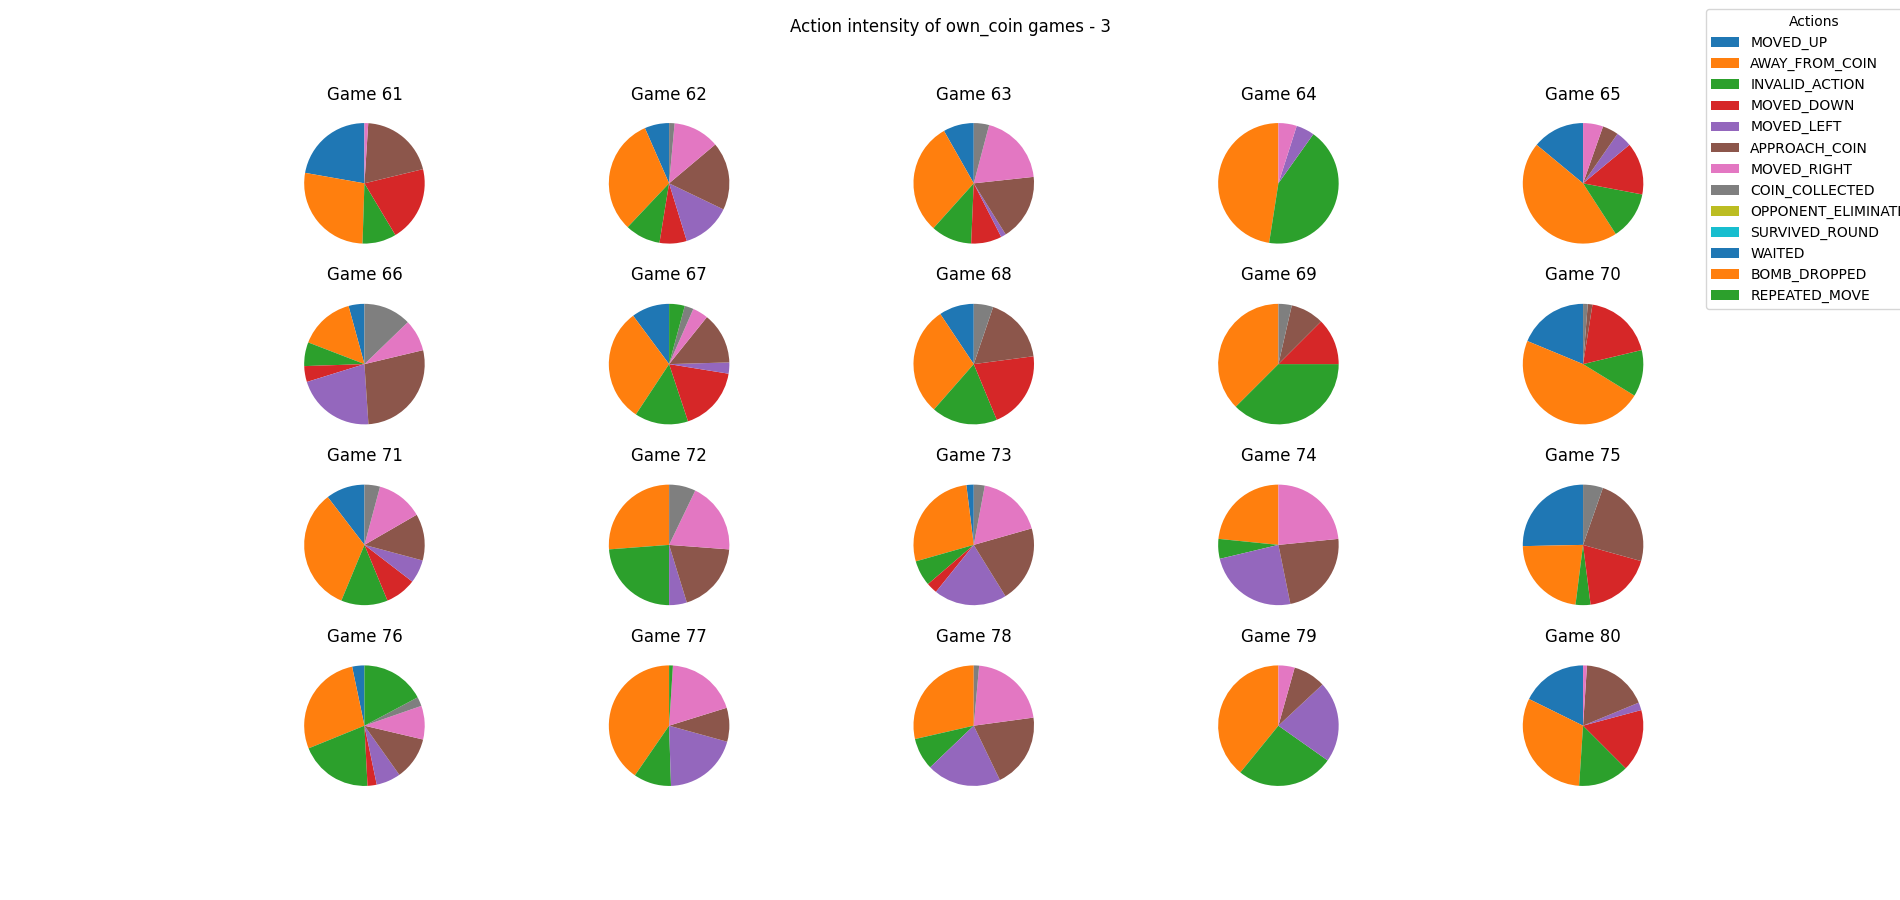 Action intensity of own_coin games - 3
Actions
MOVED_UP
AWAY_FROM_COIN
INVALID_ACTION
MOVED_DOWN
MOVED_LEFT
APPROACH_COIN
MOVED_RIGHT
COIN_COLLECTED
OPPONENT_ELIMINATI
SURVIVED_ROUND
WAITED
BOMB_DROPPED
REPEATED_MOVE
Game 61
Game 62
Game 63
Game 64
Game 65
Game 66
Game 67
Game 68
Game 69
Game 70
Game 71
Game 72
Game 73
Game 74
Game 75
Game 76
Game 77
Game 78
Game 79
Game 80